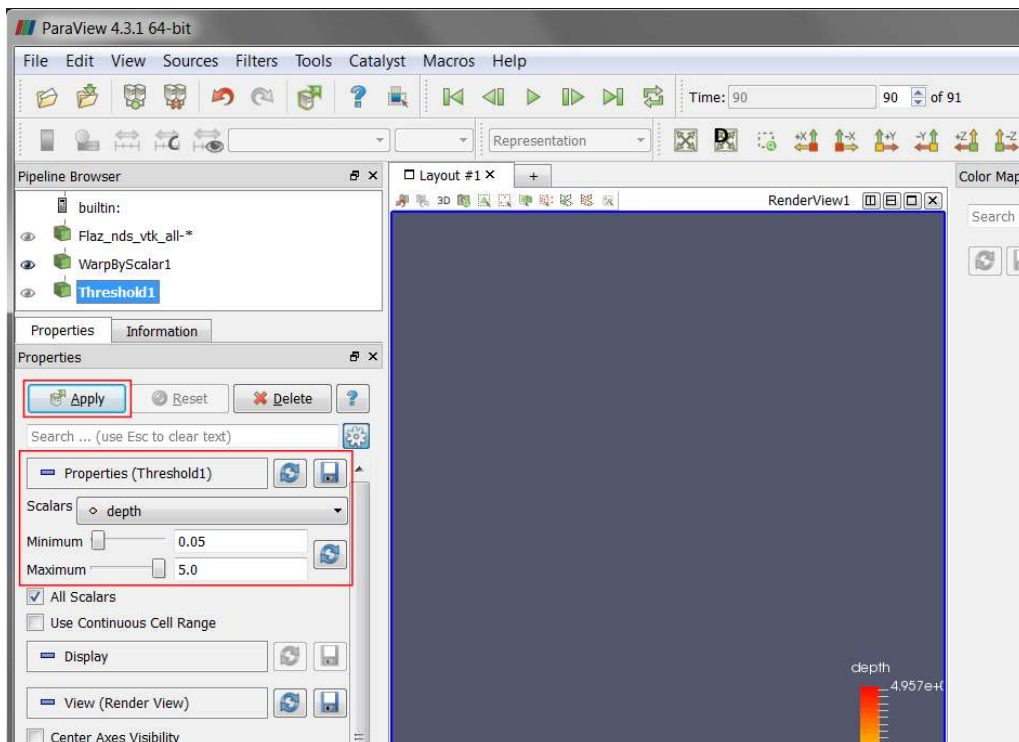 ParaView 4.3.1 64-bit
File Edit View Sources Filters Tools Catalyst Macros Help
Time: 90 90 of 91
Representation
+X -X +Y -Y +Z -Z
Pipeline Browser
Layout #1 +
Color Map
builtin:
3D
RenderView1
Search
Flaz_nds_vtk_all-*
WarpByScalar1
Threshold1
Properties Information
Properties
Apply Reset Delete ?
Search ... (use Esc to clear text)
Properties (Threshold1)
Scalars depth
Minimum 0.05
Maximum 5.0
All Scalars
Use Continuous Cell Range
Display
depth
4.957e+0
View (Render View)
Center Axes Visibility